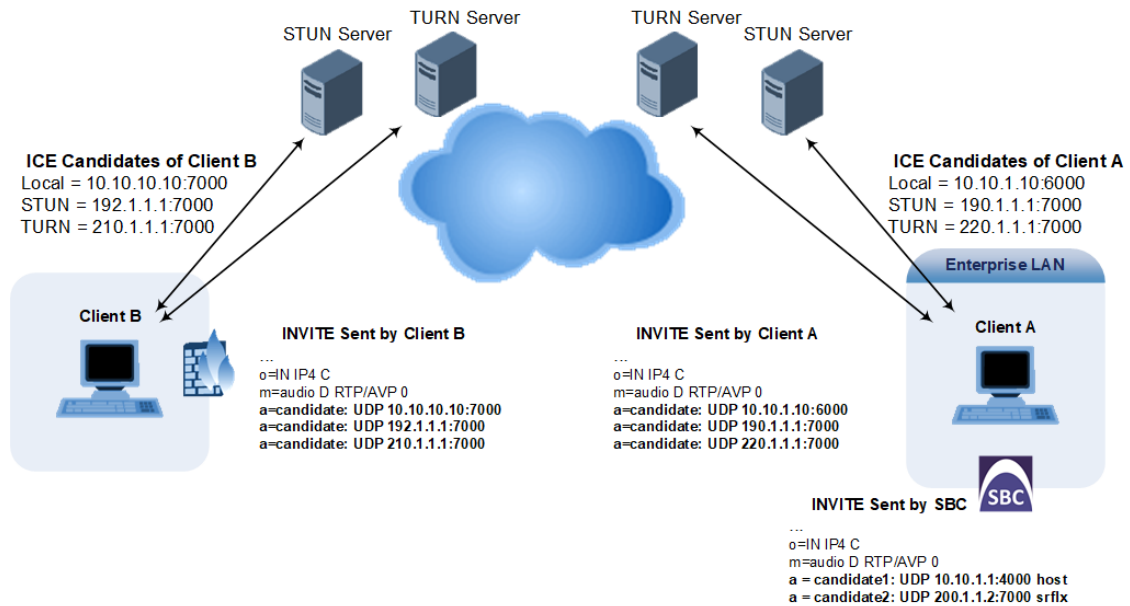 TURN Server
STUN Server
TURN Server
STUN Server
ICE Candidates of Client B
Local = 10.10.10.10:7000
STUN = 192.1.1.1:7000
TURN = 210.1.1.1:7000
ICE Candidates of Client A
Local = 10.10.1.10:6000
STUN = 190.1.1.1:7000
TURN = 220.1.1.1:7000
Enterprise LAN
Client B
Client A
INVITE Sent by Client B
...
o=IN IP4 C
m=audio D RTP/AVP 0
a=candidate: UDP 10.10.10.10:7000
a=candidate: UDP 192.1.1.1:7000
a=candidate: UDP 210.1.1.1:7000
INVITE Sent by Client A
...
o=IN IP4 C
m=audio D RTP/AVP 0
a=candidate: UDP 10.10.1.10:6000
a=candidate: UDP 190.1.1.1:7000
a=candidate: UDP 220.1.1.1:7000
SBC
INVITE Sent by SBC
...
o=IN IP4 C
m=audio D RTP/AVP 0
a = candidate1: UDP 10.10.1.1:4000 host
a = candidate2: UDP 200.1.1.2:7000 srflx